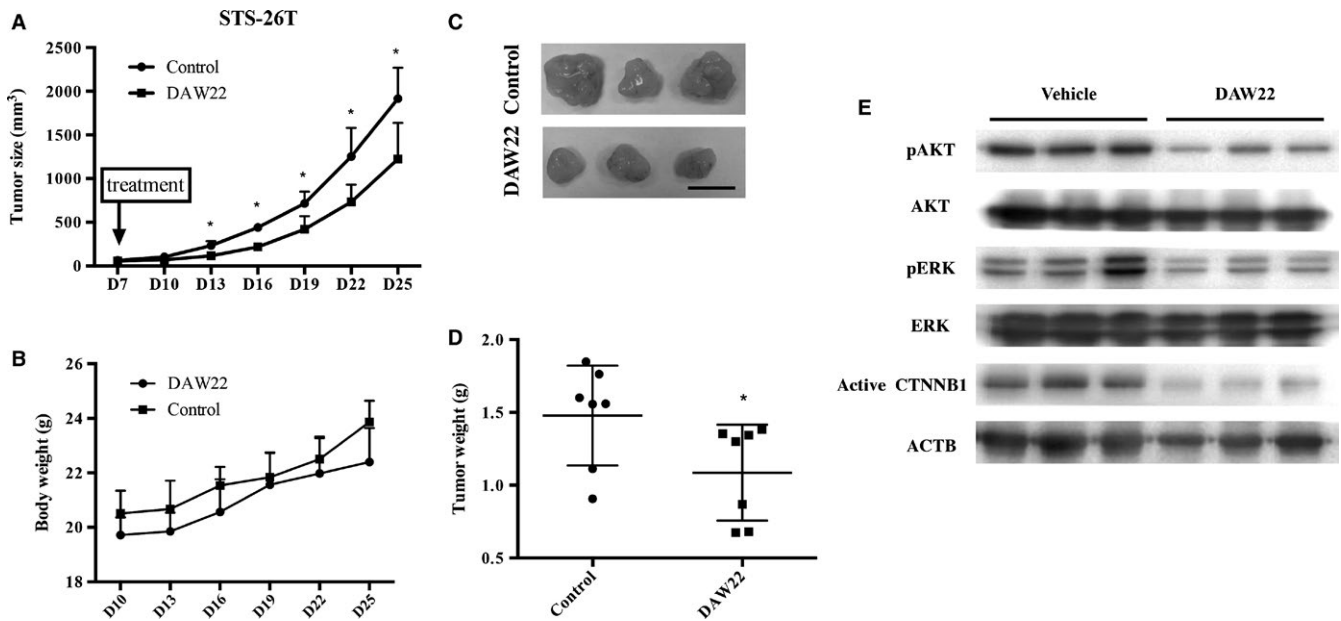 A
STS-26T
Tumor size (mm³)
2500
2000
1500
1000
500
0
Control
DAW22
treatment
*
*
*
*
*
D7 D10 D13 D16 D19 D22 D25
B
Body weight (g)
26
24
22
20
18
DAW22
Control
D10 D13 D16 D19 D22 D25
C
Control
DAW22
D
Tumor weight (g)
2.0
1.5
1.0
0.5
*
Control DAW22
E
Vehicle DAW22
pAKT
AKT
pERK
ERK
Active CTNNB1
ACTB